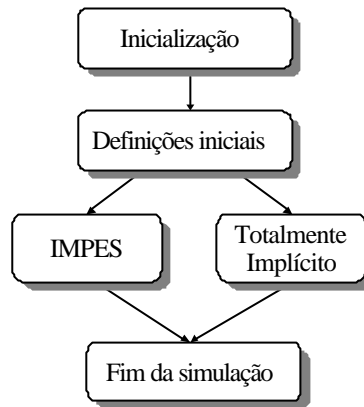 Inicialização
Definições iniciais
IMPES
Totalmente
Implícito
Fim da simulação